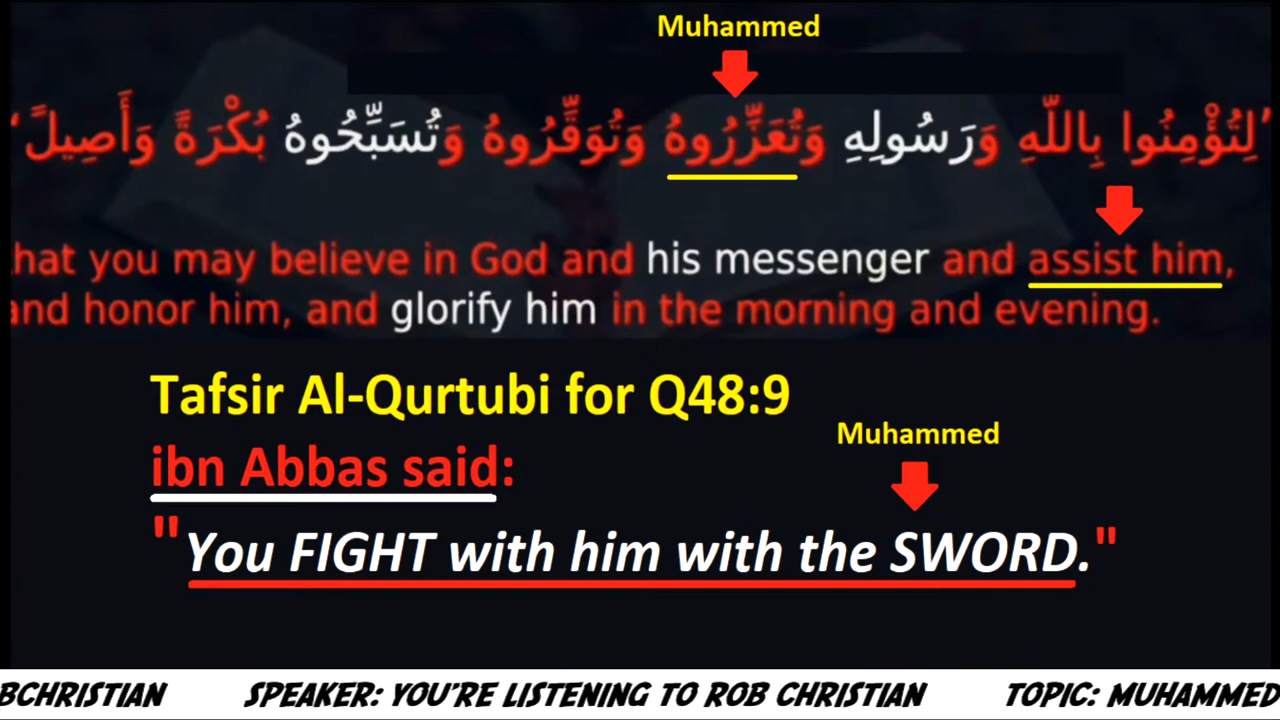 Muhammed
’لِتُؤْمِنُوا بِاللَّهِ وَرَسُولِهِ وَتُعَزِّرُوهُ وَتُوَقِّرُوهُ وَتُسَبِّحُوهُ بُكْرَةً وَأَصِيلً‘
hat you may believe in God and his messenger and assist him,
and honor him, and glorify him in the morning and evening.
Tafsir Al-Qurtubi for Q48:9
Muhammed
ibn Abbas said:
"You FIGHT with him with the SWORD."
BCHRISTIAN SPEAKER: YOU'RE LISTENING TO ROB CHRISTIAN TOPIC: MUHAMMED